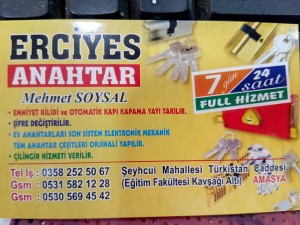 ERCİYES
ANAHTAR
Mehmet SOYSAL
7 gün 24 saat
FULL HİZMET
• EMNİYET KİLİDİ ve OTOMATİK KAPI KAPAMA YAYI TAKILIR.
• ŞİFRE DEĞİŞTİRİLİR.
• EV ANAHTARLARI SON SİSTEM ELEKTRONİK MEKANİK
TÜM ANAHTAR ÇEŞİTLERİ ORJİNALİ YAPILIR.
• ÇİLİNGİR HİZMETİ VERİLİR.
Tel İş : 0358 252 50 67
Gsm : 0531 582 12 28
Gsm : 0530 569 45 42
Şeyhcui Mahallesi Türkistan Caddesi
(Eğitim Fakültesi Kavşağı Altı) AMASYA